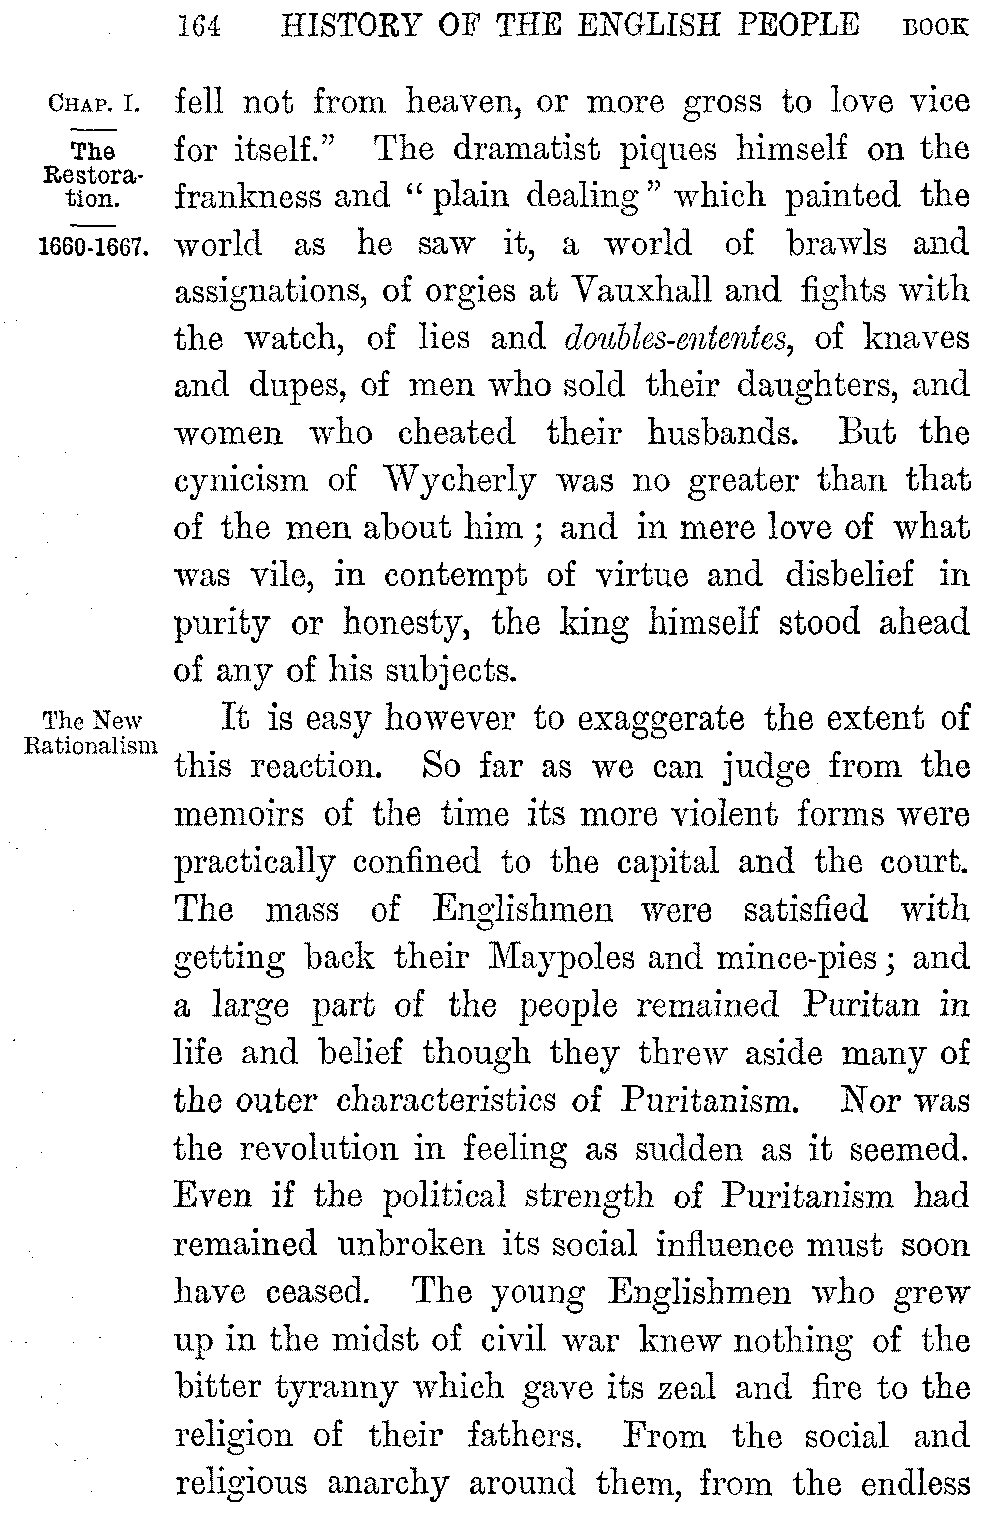 164 HISTORY OF THE ENGLISH PEOPLE BOOK
CHAP. I.
The
Restora-
tion.
1660-1667.
fell not from heaven, or more gross to love vice
for itself.” The dramatist piques himself on the
frankness and “ plain dealing ” which painted the
world as he saw it, a world of brawls and
assignations, of orgies at Vauxhall and fights with
the watch, of lies and doubles-ententes, of knaves
and dupes, of men who sold their daughters, and
women who cheated their husbands. But the
cynicism of Wycherly was no greater than that
of the men about him ; and in mere love of what
was vile, in contempt of virtue and disbelief in
purity or honesty, the king himself stood ahead
of any of his subjects.
The New
Rationalism
It is easy however to exaggerate the extent of
this reaction. So far as we can judge from the
memoirs of the time its more violent forms were
practically confined to the capital and the court.
The mass of Englishmen were satisfied with
getting back their Maypoles and mince-pies ; and
a large part of the people remained Puritan in
life and belief though they threw aside many of
the outer characteristics of Puritanism. Nor was
the revolution in feeling as sudden as it seemed.
Even if the political strength of Puritanism had
remained unbroken its social influence must soon
have ceased. The young Englishmen who grew
up in the midst of civil war knew nothing of the
bitter tyranny which gave its zeal and fire to the
religion of their fathers. From the social and
religious anarchy around them, from the endless